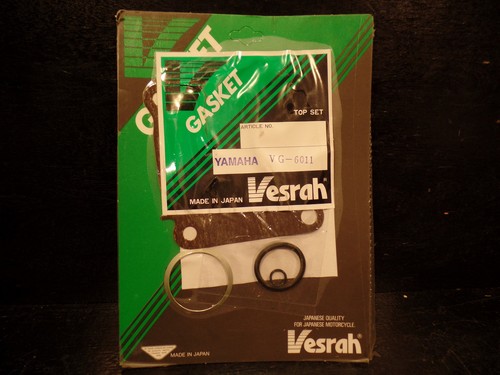 GASKET
GASKET
TOP SET
ARTICLE NO.
YAMAHA VG-6011
MADE IN JAPAN Vesrah
JAPANESE QUALITY
FOR JAPANESE MOTORCYCLE.
Vesrah
MADE IN JAPAN